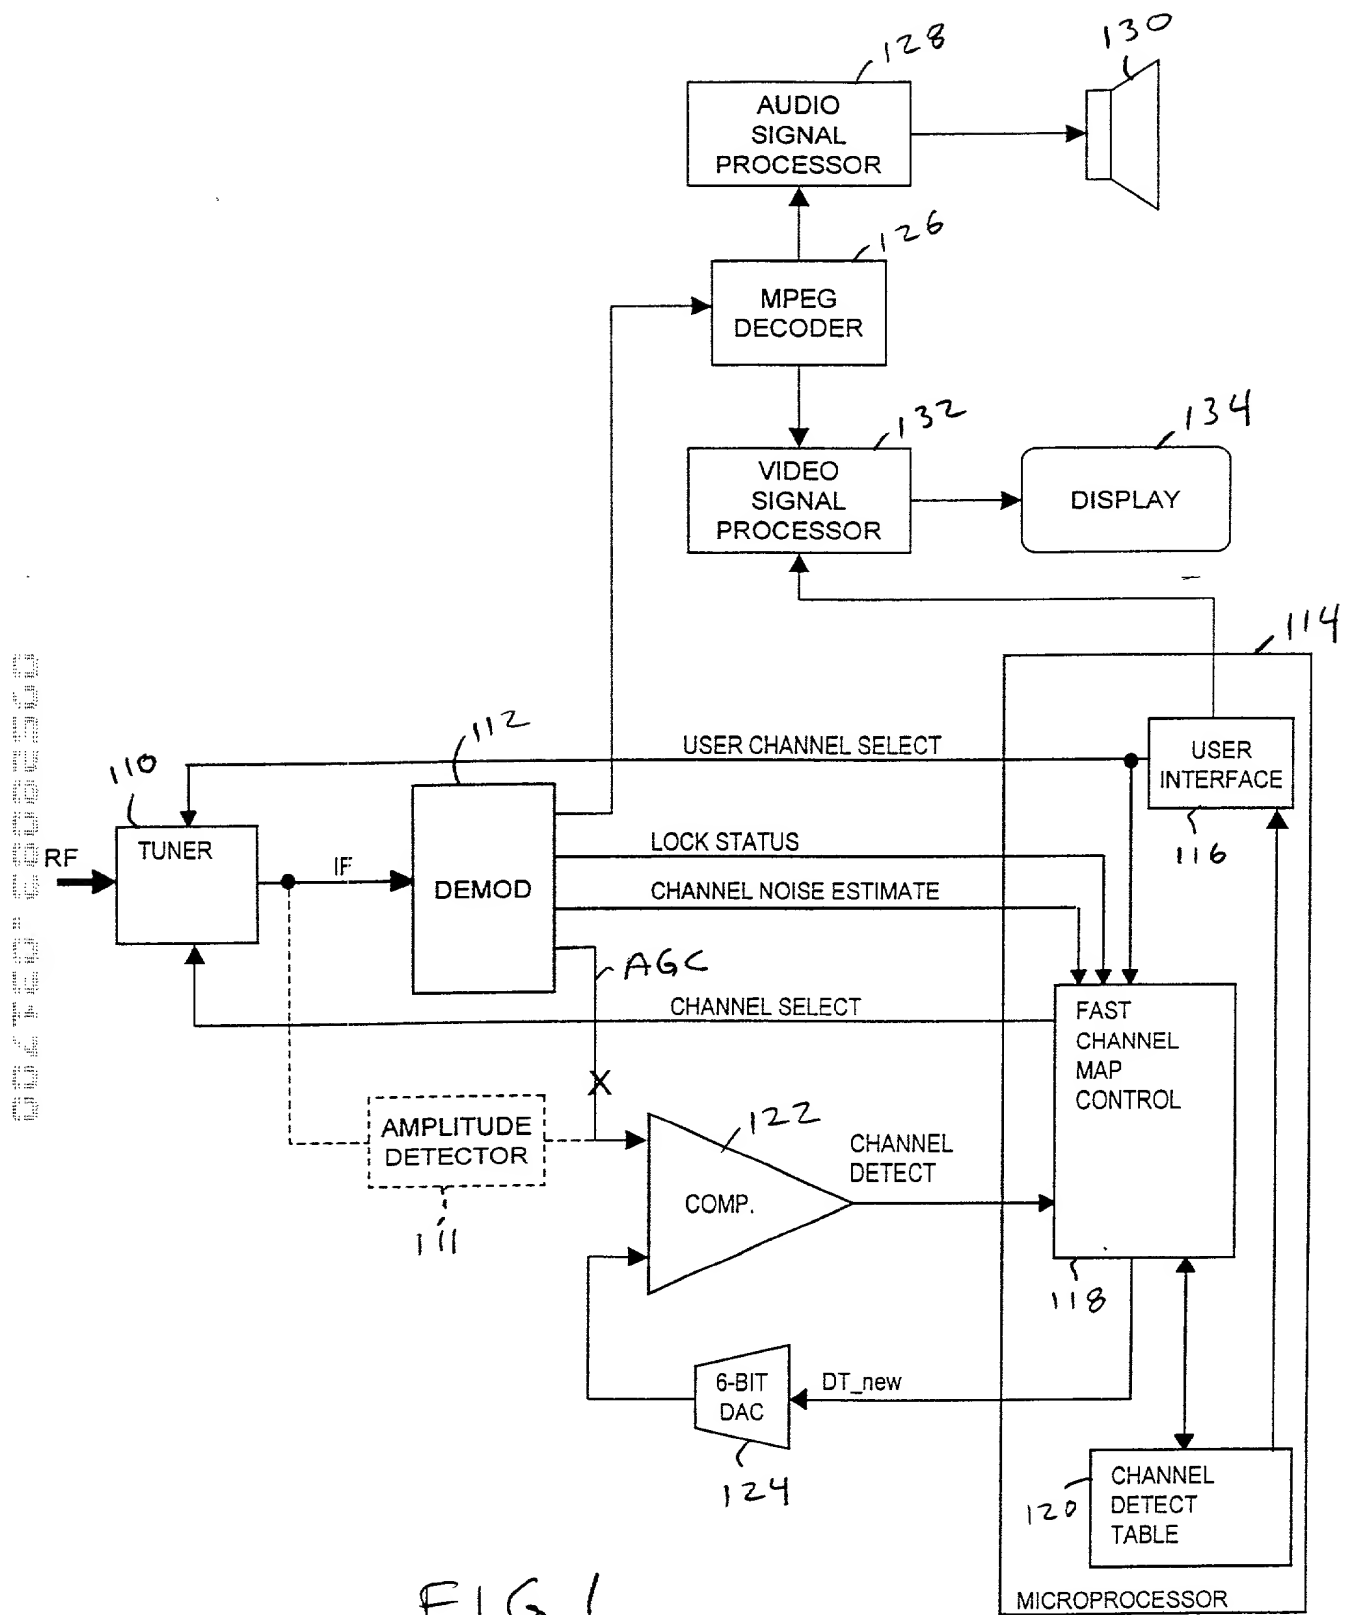 130
128
AUDIO
SIGNAL
PROCESSOR
126
MPEG
DECODER
132
134
VIDEO
SIGNAL
PROCESSOR
DISPLAY
114
112
USER CHANNEL SELECT
USER
INTERFACE
110
116
TUNER
LOCK STATUS
RF
IF
DEMOD
CHANNEL NOISE ESTIMATE
AGC
CHANNEL SELECT
FAST
CHANNEL
MAP
CONTROL
X
AMPLITUDE
DETECTOR
111
122
CHANNEL
DETECT
COMP.
118
6-BIT
DAC
DT_new
124
120
CHANNEL
DETECT
TABLE
MICROPROCESSOR
FIG 1